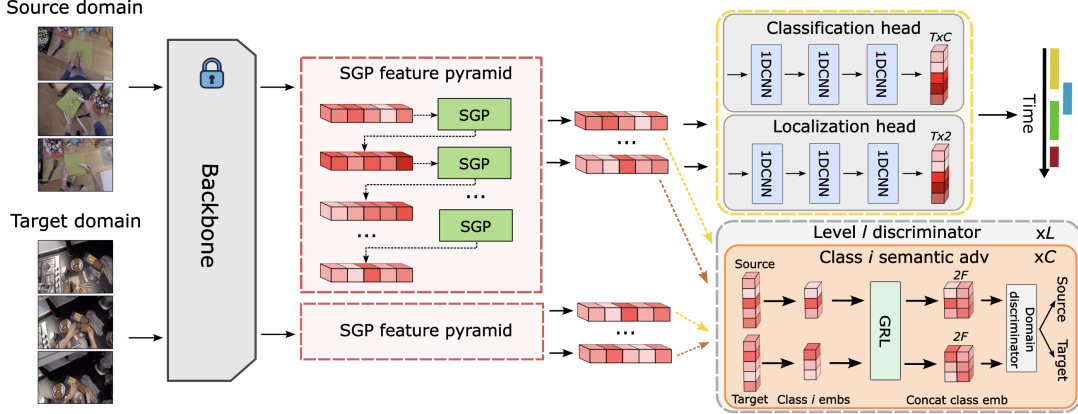 Source domain
Target domain
Backbone
SGP feature pyramid
SGP
SGP
...
SGP
...
SGP feature pyramid
...
...
Classification head
1DCNN
1DCNN
1DCNN
TxC
Localization head
1DCNN
1DCNN
1DCNN
Tx2
Time
Level l discriminator
xL
Class i semantic adv
xC
Source
2F
GRL
2F
Domain
discriminator
Source
Target
Target
Class i embs
Concat class emb